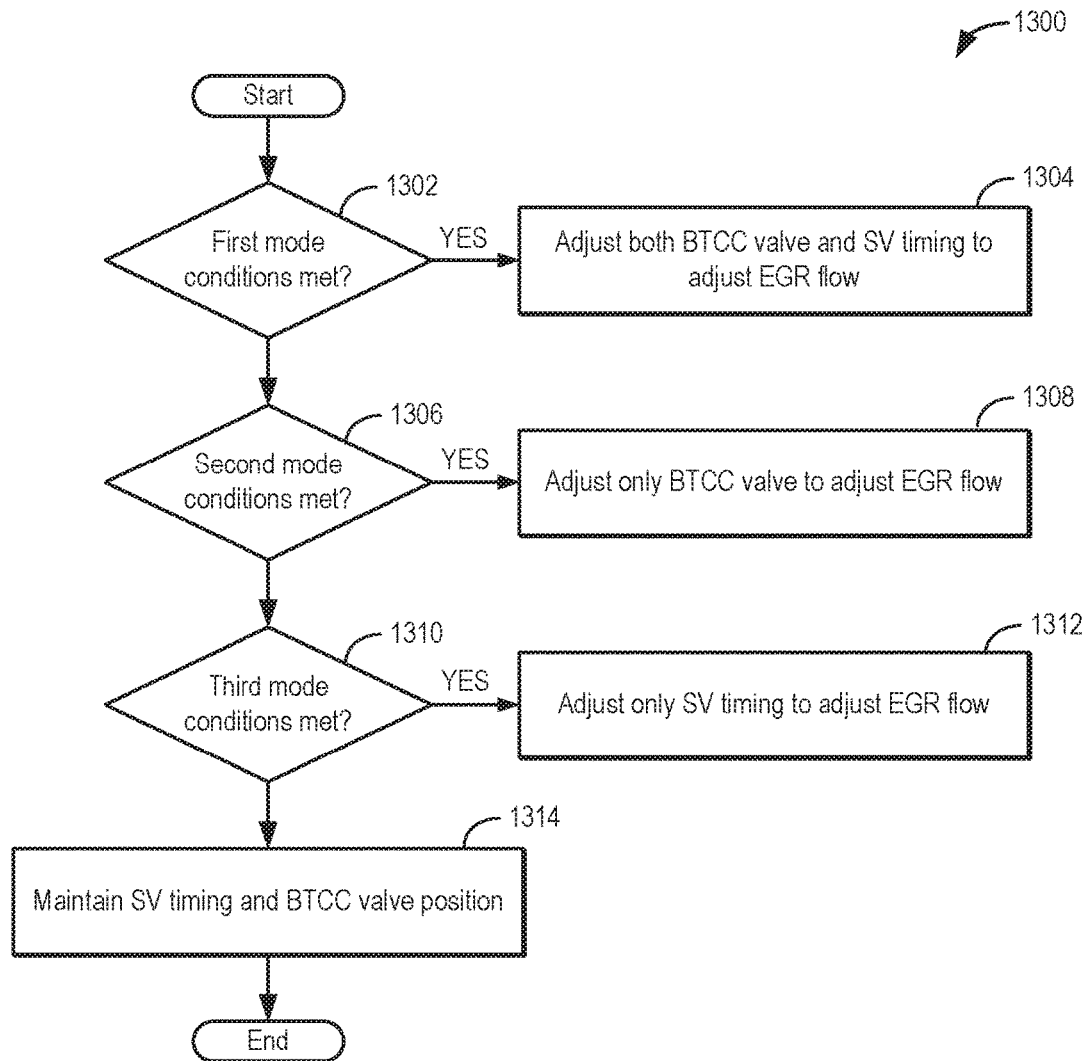 1300
Start
1302
First mode
conditions met?
YES
1304
Adjust both BTCC valve and SV timing to
adjust EGR flow
1306
Second mode
conditions met?
YES
1308
Adjust only BTCC valve to adjust EGR flow
1310
Third mode
conditions met?
YES
1312
Adjust only SV timing to adjust EGR flow
1314
Maintain SV timing and BTCC valve position
End